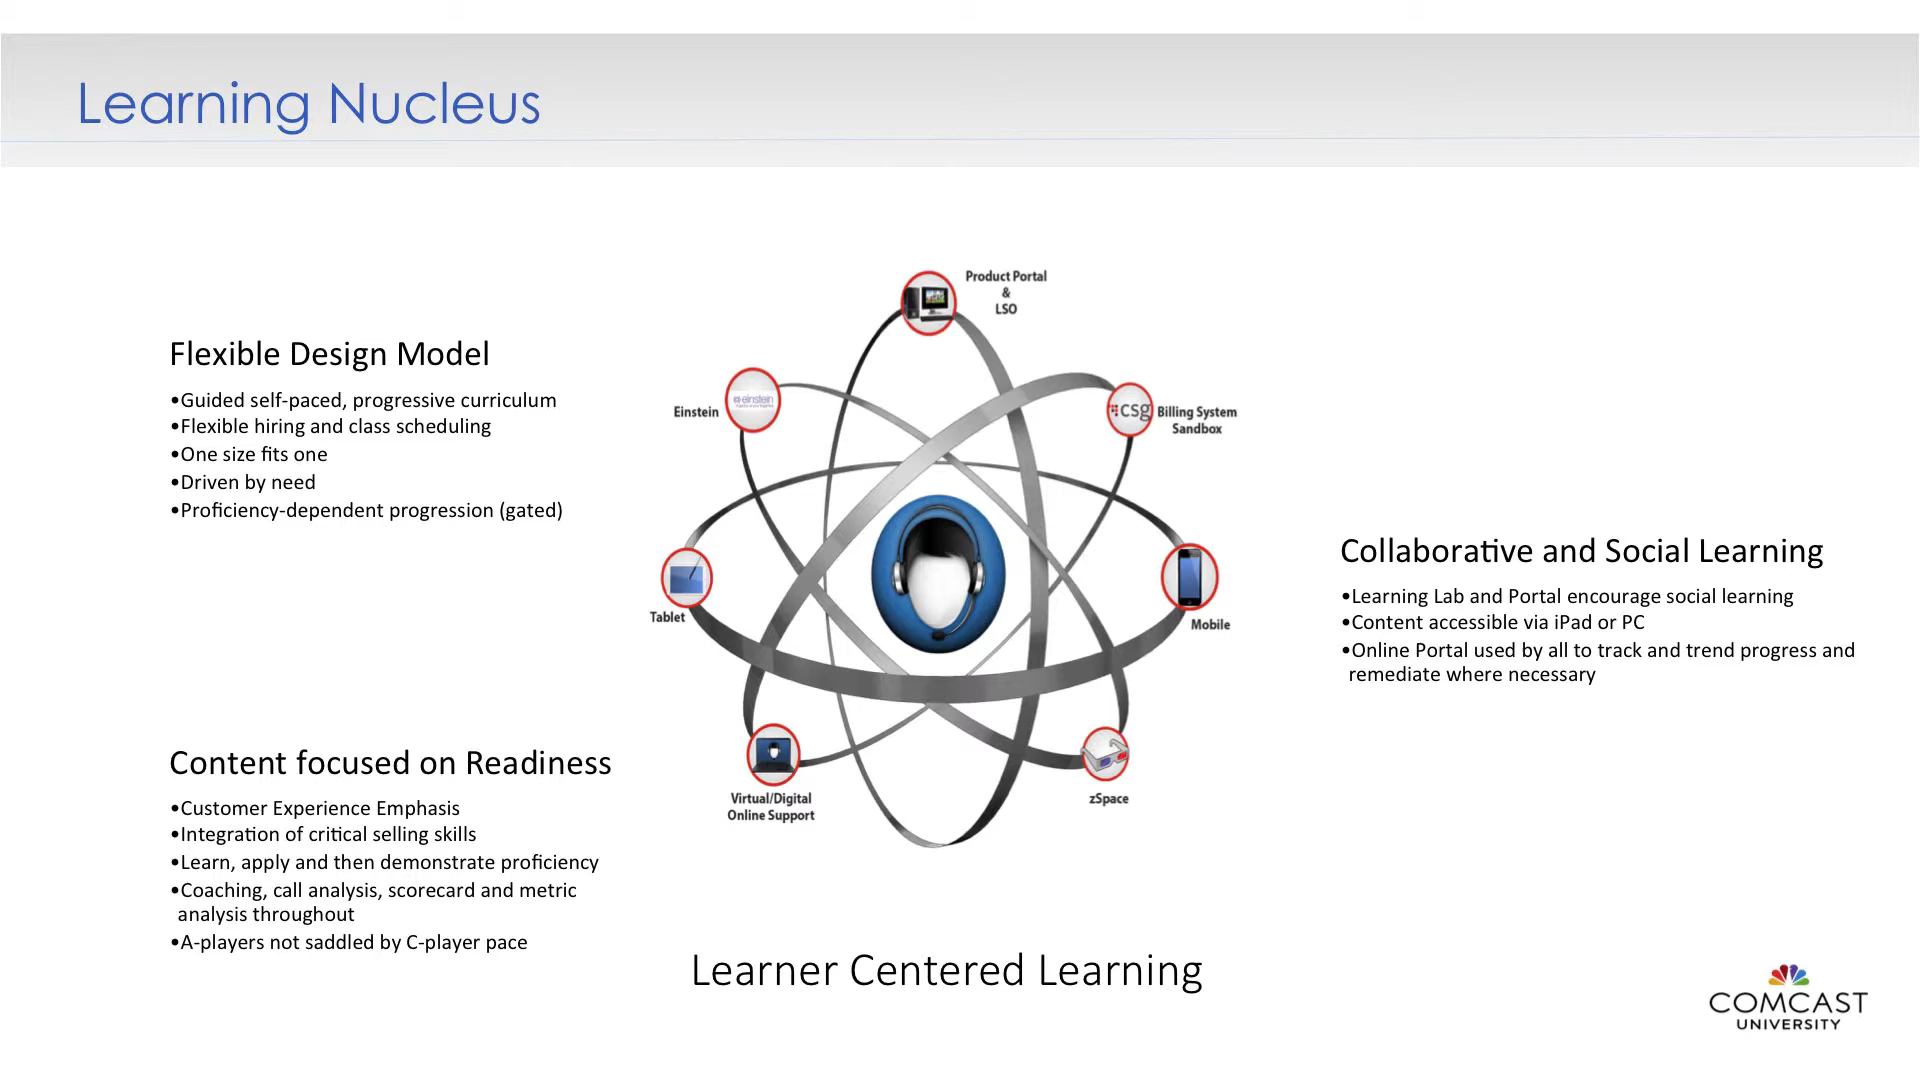 Learning Nucleus
Flexible Design Model
•Guided self-paced, progressive curriculum
•Flexible hiring and class scheduling
•One size fits one
•Driven by need
•Proficiency-dependent progression (gated)
Content focused on Readiness
•Customer Experience Emphasis
•Integration of critical selling skills
•Learn, apply and then demonstrate proficiency
•Coaching, call analysis, scorecard and metric
analysis throughout
•A-players not saddled by C-player pace
Product Portal
&
LSO
einstein
Einstein
csg
Billing System
Sandbox
Tablet
Mobile
Virtual/Digital
Online Support
zSpace
Learner Centered Learning
Collaborative and Social Learning
•Learning Lab and Portal encourage social learning
•Content accessible via iPad or PC
•Online Portal used by all to track and trend progress and
remediate where necessary
COMCAST
UNIVERSITY